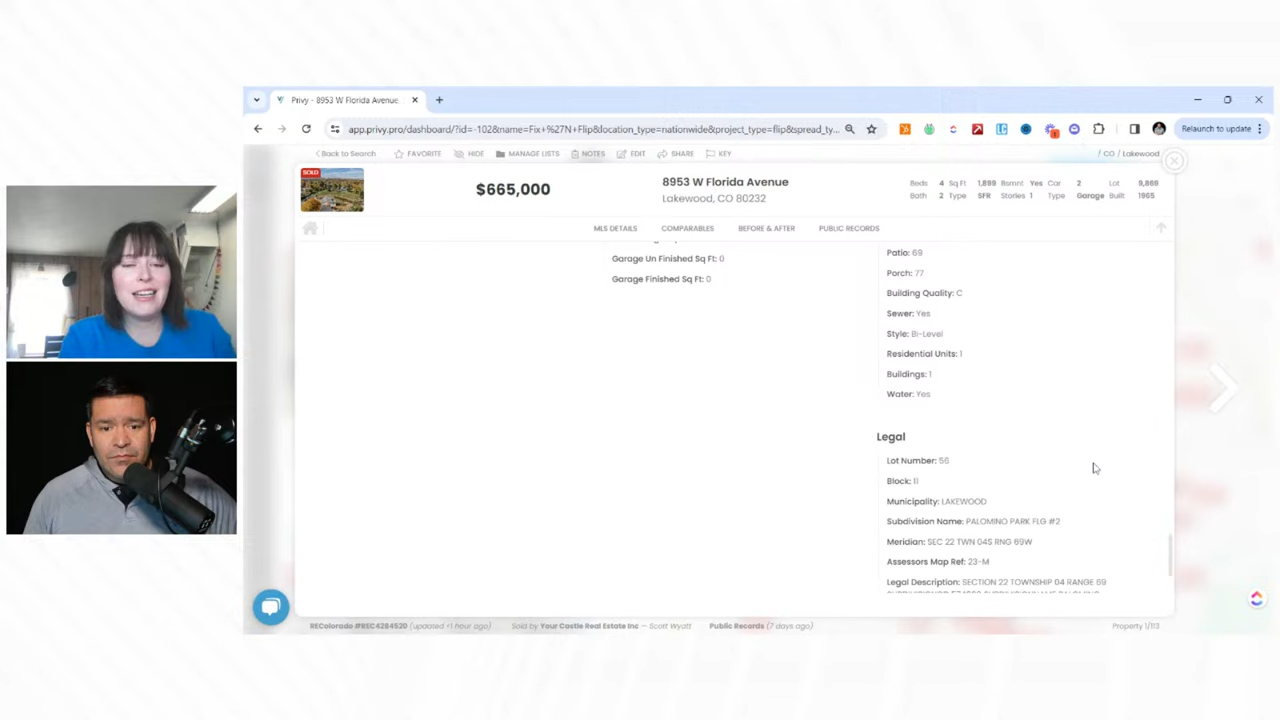 Privy - 8953 W Florida Avenue,
app.privy.pro/dashboard/?id=-102&name=Fix+%27N+Flip&location_type=nationwide&project_type=flip&spread_ty...
Relaunch to update
Back to Search FAVORITE HIDE MANAGE LISTS NOTES EDIT SHARE KEY / CO / Lakewood
SOLD
$665,000
8953 W Florida Avenue
Lakewood, CO 80232
Beds 4 Sq Ft 1,899 Bsmnt Yes Car 2 Lot 9,869
Bath 2 Type SFR Stories 1 Type Garage Built 1965
MLS DETAILS COMPARABLES BEFORE & AFTER PUBLIC RECORDS
Garage Un Finished Sq Ft: 0
Garage Finished Sq Ft: 0
Patio: 69
Porch: 77
Building Quality: C
Sewer: Yes
Style: Bi-Level
Residential Units: 1
Buildings: 1
Water: Yes
Legal
Lot Number: 56
Block: 11
Municipality: LAKEWOOD
Subdivision Name: PALOMINO PARK FLG #2
Meridian: SEC 22 TWN 04S RNG 69W
Assessors Map Ref: 23-M
Legal Description: SECTION 22 TOWNSHIP 04 RANGE 69
REColorado #REC4284520 (updated <1 hour ago) Sold by Your Castle Real Estate Inc — Scott Wyatt Public Records (7 days ago) Property 1/113